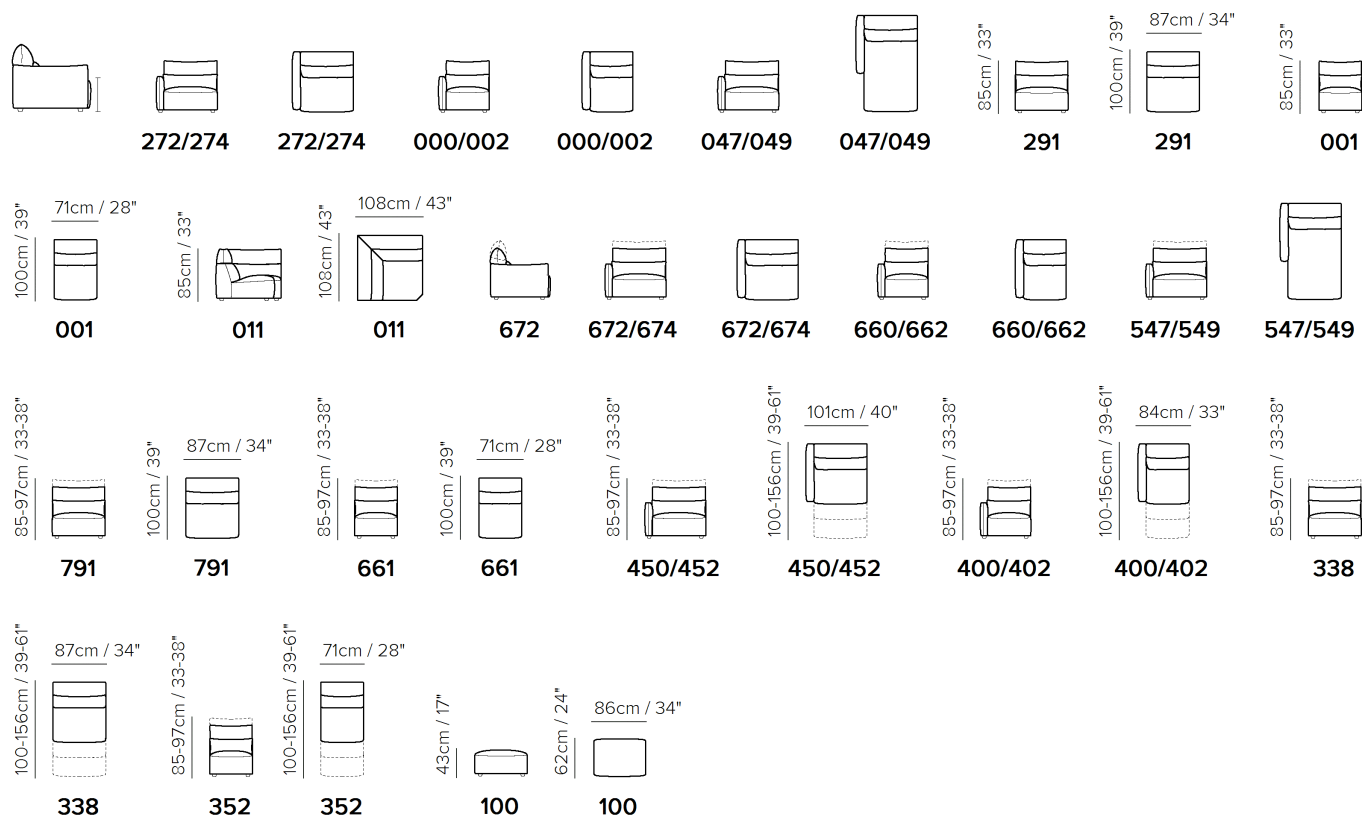 87cm / 34"
85cm / 33"
100cm / 39"
85cm / 33"
272/274
272/274
000/002
000/002
047/049
047/049
291
291
001
100cm / 39"
71cm / 28"
85cm / 33"
108cm / 43"
108cm / 43"
001
011
011
672
672/674
672/674
660/662
660/662
547/549
547/549
85-97cm / 33-38"
100cm / 39"
87cm / 34"
85-97cm / 33-38"
100cm / 39"
71cm / 28"
85-97cm / 33-38"
100-156cm / 39-61"
101cm / 40"
85-97cm / 33-38"
100-156cm / 39-61"
84cm / 33"
85-97cm / 33-38"
791
791
661
661
450/452
450/452
400/402
400/402
338
100-156cm / 39-61"
87cm / 34"
85-97cm / 33-38"
100-156cm / 39-61"
71cm / 28"
43cm / 17"
62cm / 24"
86cm / 34"
338
352
352
100
100